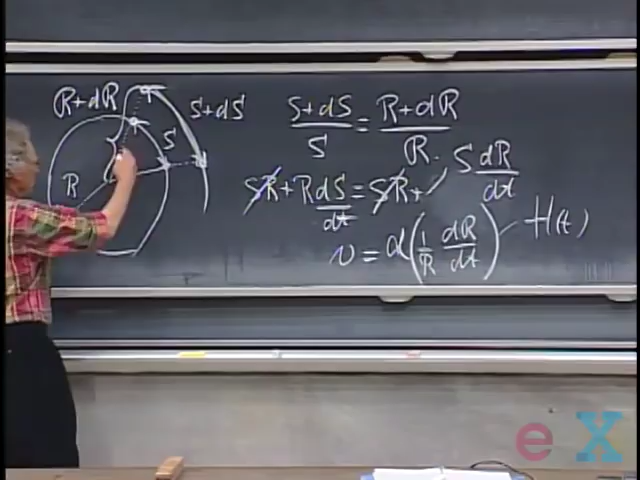 R+dR
S+dS
S
R
S+dS/S = R+dR/R
SR + R dS/dt = SR + S dR/dt
v = d(1/R dR/dt) H(t)
eX